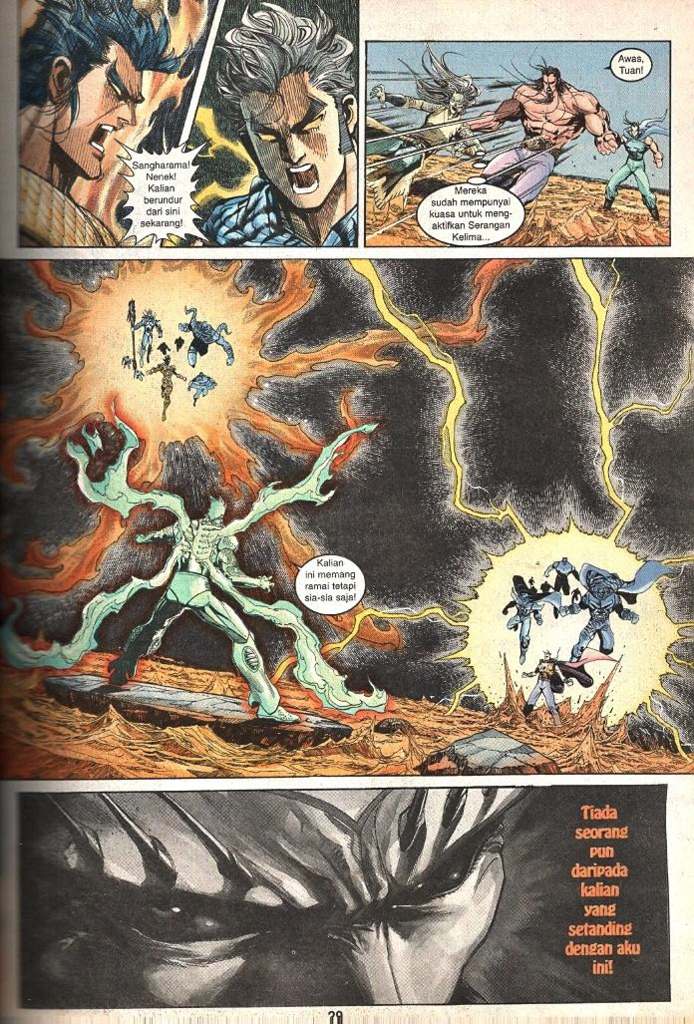 Sangharama!
Nenek!
Kalian
berundur
dari sini
sekarang!
Awas,
Tuan!
Mereka
sudah mempunyai
kuasa untuk meng-
aktifkan Serangan
Kelima...
Kalian
ini memang
ramai tetapi
sia-sia saja!
Tiada
seorang
pun
daripada
kalian
yang
setanding
dengan aku
ini!
29